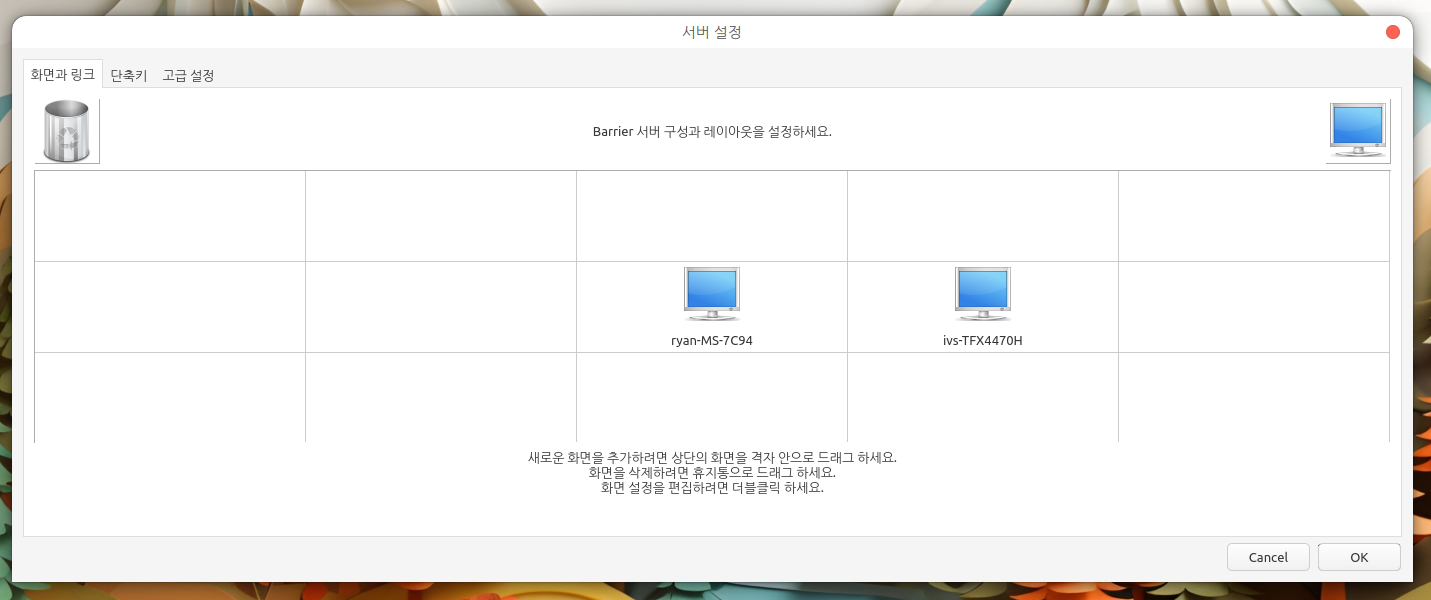 서버 설정
화면과 링크 단축키 고급 설정
Barrier 서버 구성과 레이아웃을 설정하세요.
ryan-MS-7C94 ivs-TFX4470H
새로운 화면을 추가하려면 상단의 화면을 격자 안으로 드래그 하세요.
화면을 삭제하려면 휴지통으로 드래그 하세요.
화면 설정을 편집하려면 더블클릭 하세요.
Cancel OK